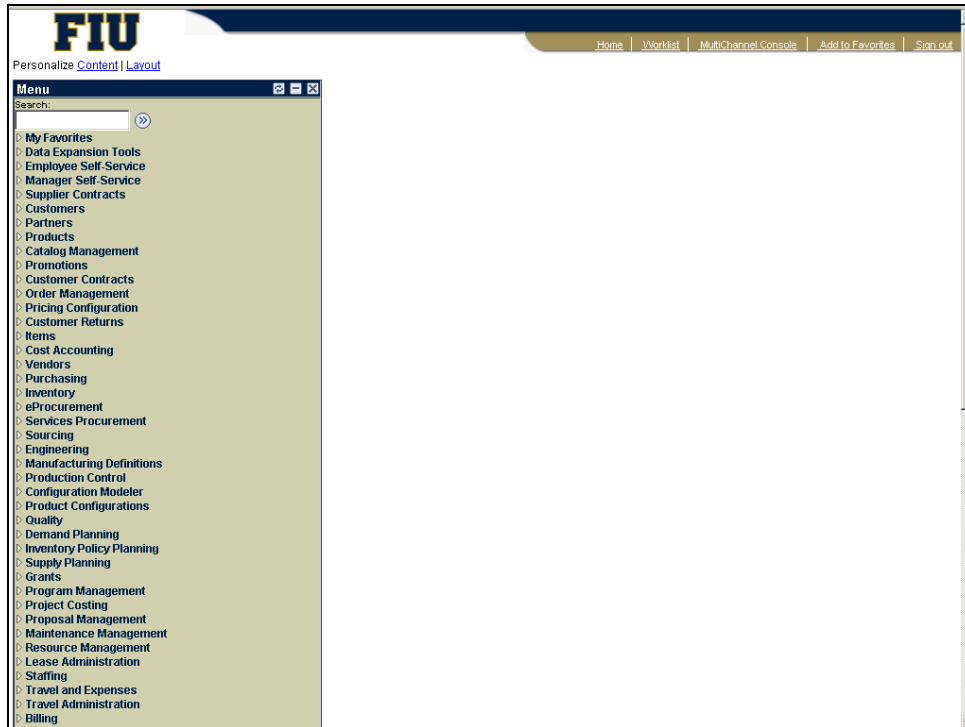 FIU
Home | Worklist | MultiChannel Console | Add to Favorites | Sign out
Personalize Content | Layout
Menu
Search:
My Favorites
Data Expansion Tools
Employee Self-Service
Manager Self-Service
Supplier Contracts
Customers
Partners
Products
Catalog Management
Promotions
Customer Contracts
Order Management
Pricing Configuration
Customer Returns
Items
Cost Accounting
Vendors
Purchasing
Inventory
eProcurement
Services Procurement
Sourcing
Engineering
Manufacturing Definitions
Production Control
Configuration Modeler
Product Configurations
Quality
Demand Planning
Inventory Policy Planning
Supply Planning
Grants
Program Management
Project Costing
Proposal Management
Maintenance Management
Resource Management
Lease Administration
Staffing
Travel and Expenses
Travel Administration
Billing